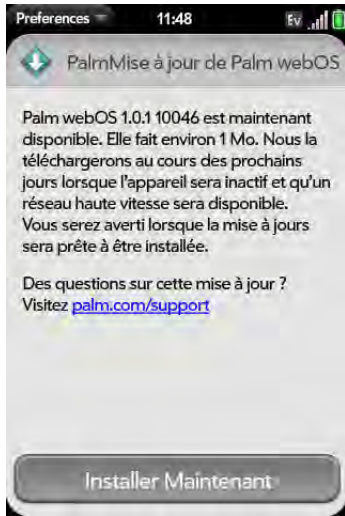 Preferences 11:48 Ev
PalmMise à jour de Palm webOS
Palm webOS 1.0.1 10046 est maintenant
disponible. Elle fait environ 1 Mo. Nous la
téléchargerons au cours des prochains
jours lorsque l'appareil sera inactif et qu'un
réseau haute vitesse sera disponible.
Vous serez averti lorsque la mise à jours
sera prête à être installée.
Des questions sur cette mise à jour ?
Visitez palm.com/support
Installer Maintenant